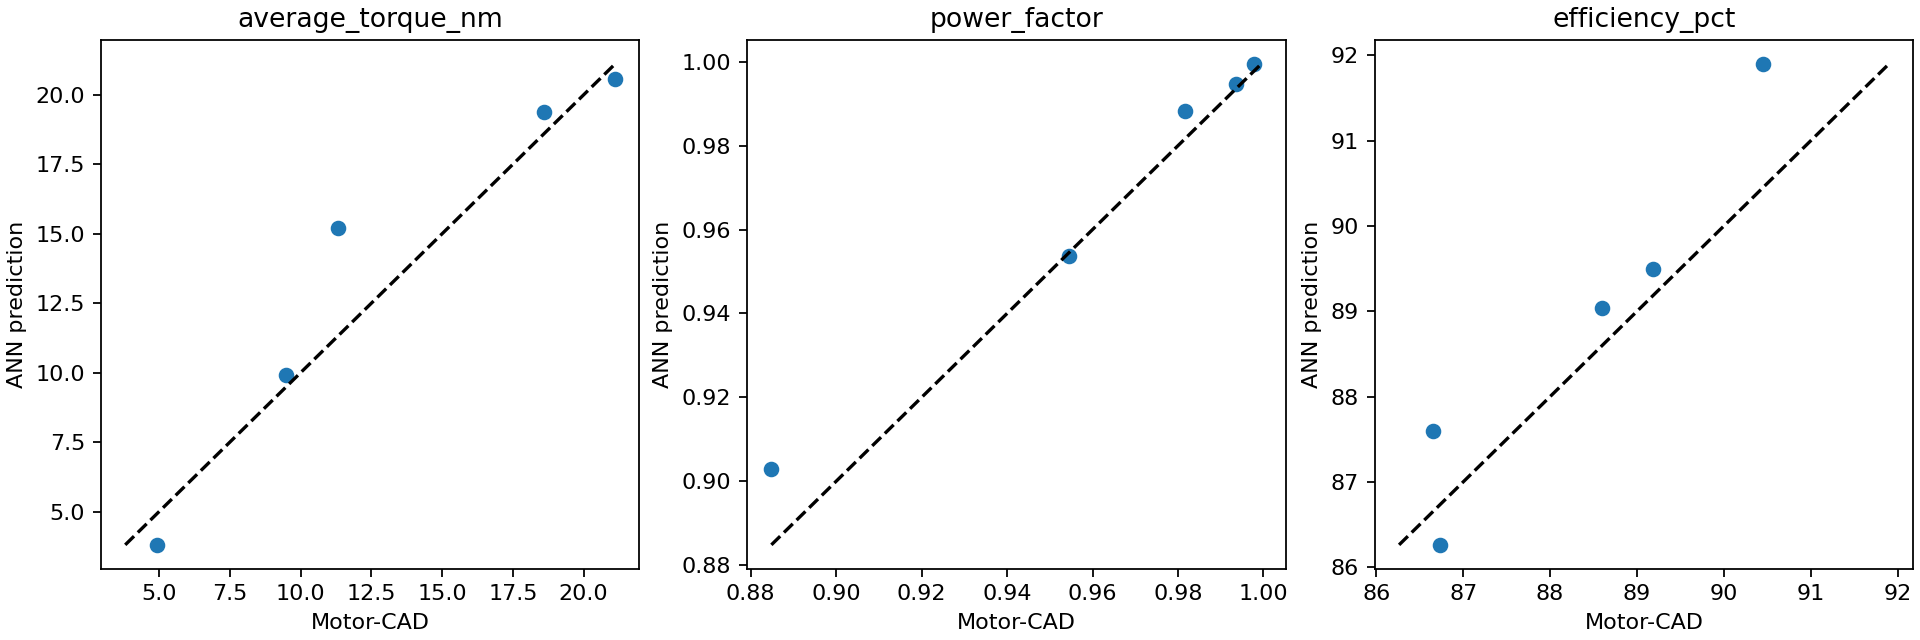 average_torque_nm
20.0
17.5
15.0
12.5
10.0
7.5
5.0
ANN prediction
5.0 7.5 10.0 12.5 15.0 17.5 20.0
Motor-CAD
power_factor
1.00
0.98
0.96
0.94
0.92
0.90
0.88
ANN prediction
0.88 0.90 0.92 0.94 0.96 0.98 1.00
Motor-CAD
efficiency_pct
92
91
90
89
88
87
86
ANN prediction
86 87 88 89 90 91 92
Motor-CAD